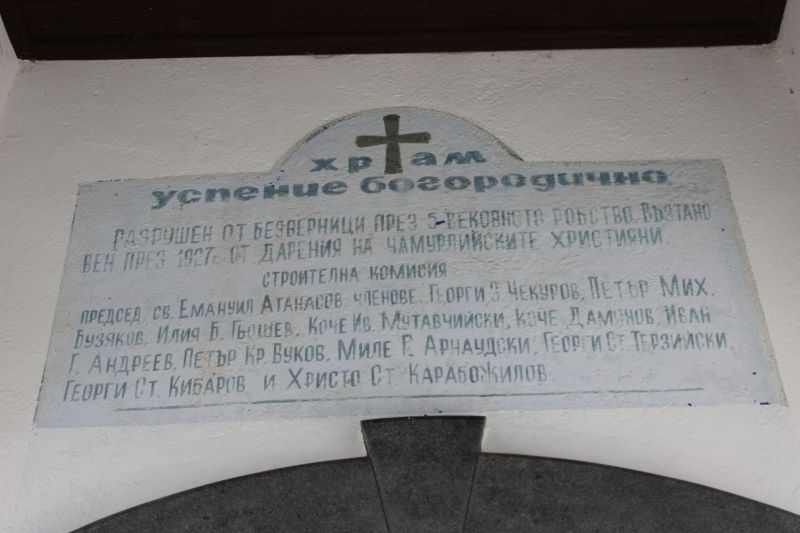 храм
успение богородично
РАЗРУШЕН ОТ БЕЗВЕРНИЦИ ПРЕЗ 5-ВЕКОВНОТО РОБСТВО. ВЪЗТАНО
ВЕН ПРЕЗ 1927г. ОТ ДАРЕНИЯ НА ЧАМУРЛИЙСКИТЕ ХРИСТИЯНИ.
СТРОИТЕЛНА КОМИСИЯ
ПРЕДСЕД. СВ. ЕМАНУИЛ АТАНАСОВ. ЧЛЕНОВЕ: ГЕОРГИ З. ЧЕКУРОВ, ПЕТЪР МИХ.
БУЗЯКОВ, ИЛИЯ Б. ГЬОШЕВ, КОЧЕ ИВ. МУТАВЧИЙСКИ, КОЧЕ ДАМЯНОВ, ИВАН
Г. АНДРЕЕВ, ПЕТЪР КР. ВУКОВ, МИЛЕ Г. АРНАУДСКИ, ГЕОРГИ СТ. ТЕРЗИЙСКИ,
ГЕОРГИ СТ. КИБАРОВ И ХРИСТО СТ. КАРАБОЖИЛОВ